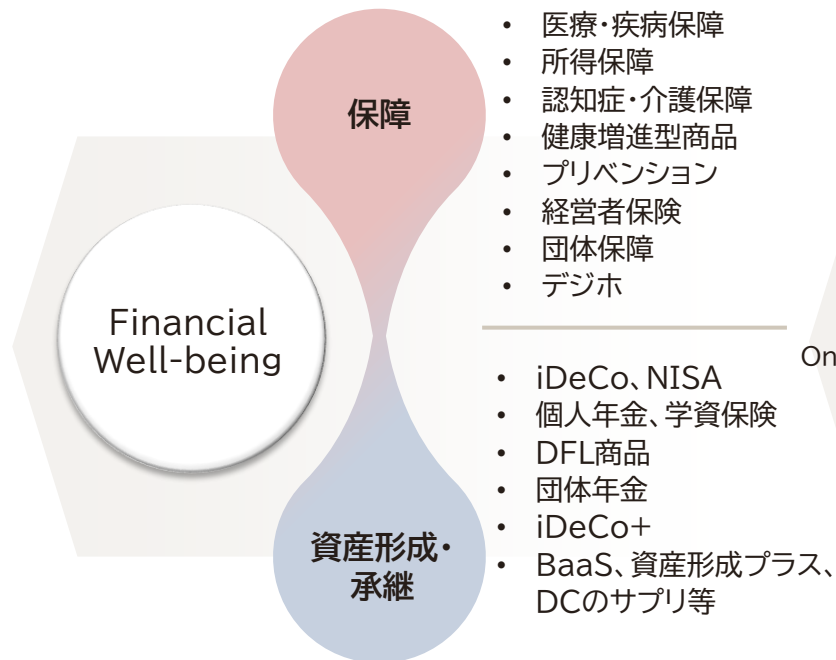 Financial
Well-being
保障
• 医療・疾病保障
• 所得保障
• 認知症・介護保障
• 健康増進型商品
• プリベンション
• 経営者保険
• 団体保障
• デジホ
資産形成・
承継
• iDeCo、NISA
• 個人年金、学資保険
• DFL商品
• 団体年金
• iDeCo+
• BaaS、資産形成プラス、
DCのサプリ等
On